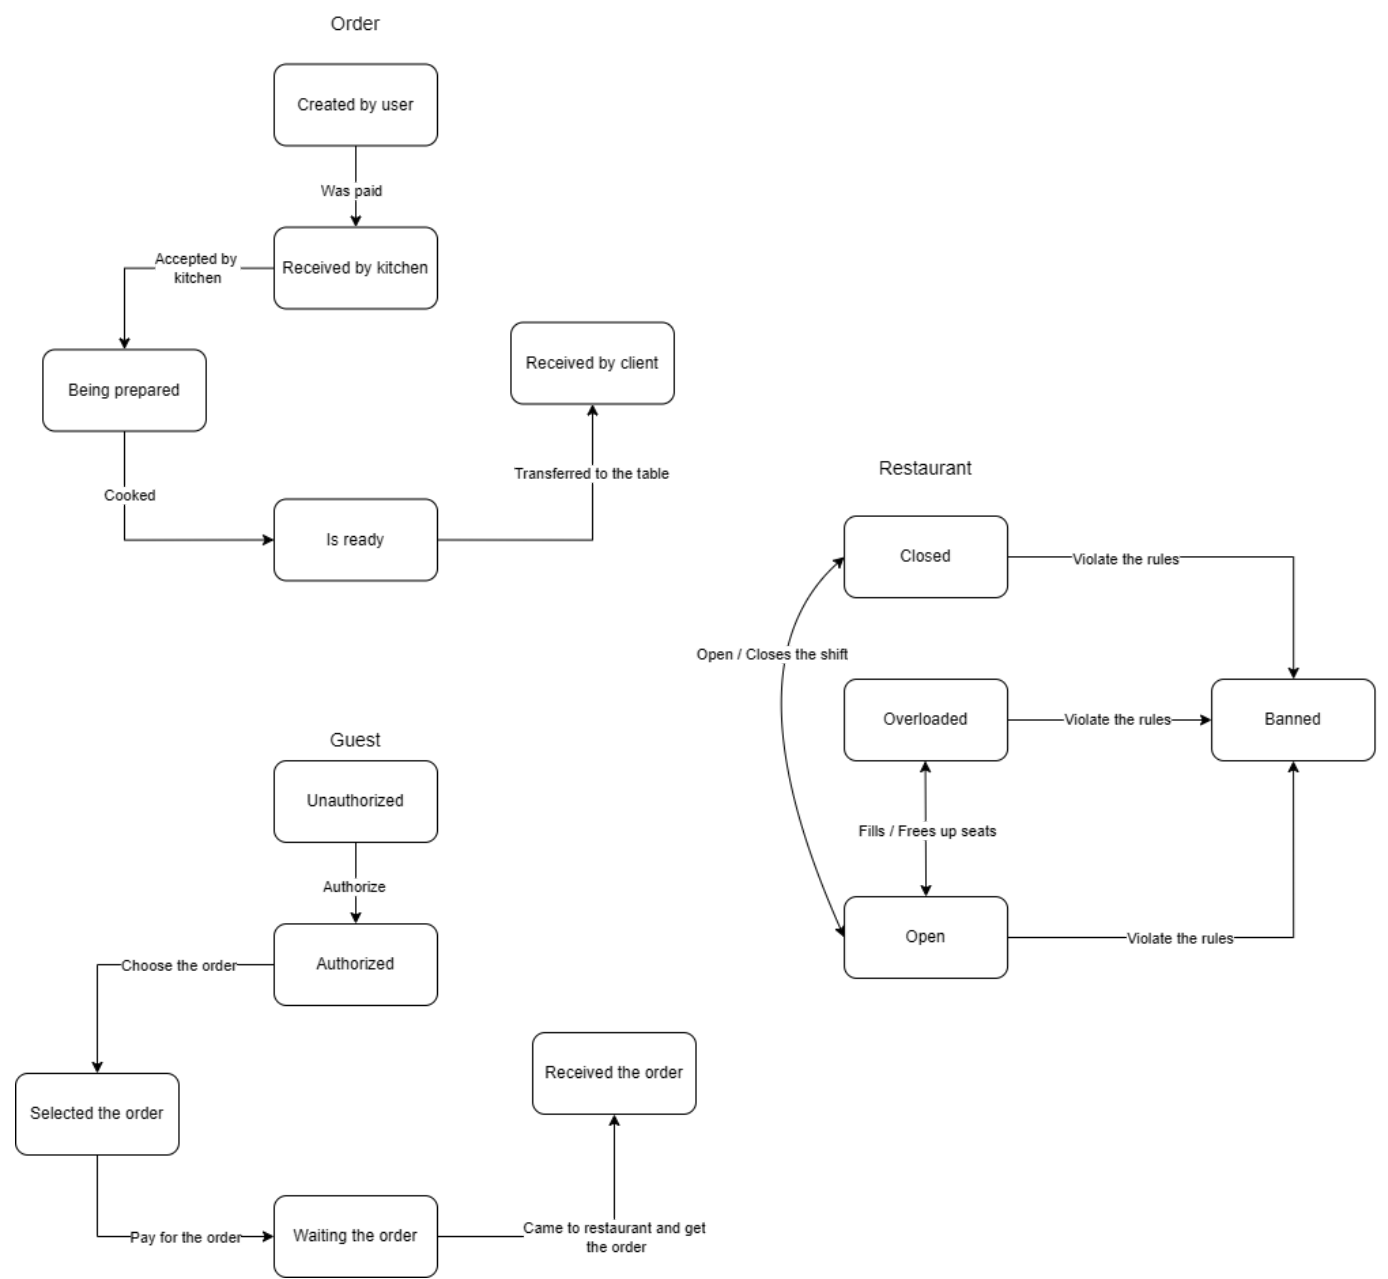 Order
Created by user
Was paid
Received by kitchen
Accepted by
kitchen
Being prepared
Cooked
Is ready
Transferred to the table
Received by client
Guest
Unauthorized
Authorize
Authorized
Choose the order
Selected the order
Pay for the order
Waiting the order
Came to restaurant and get
the order
Received the order
Restaurant
Closed
Violate the rules
Open / Closes the shift
Overloaded
Violate the rules
Banned
Fills / Frees up seats
Open
Violate the rules